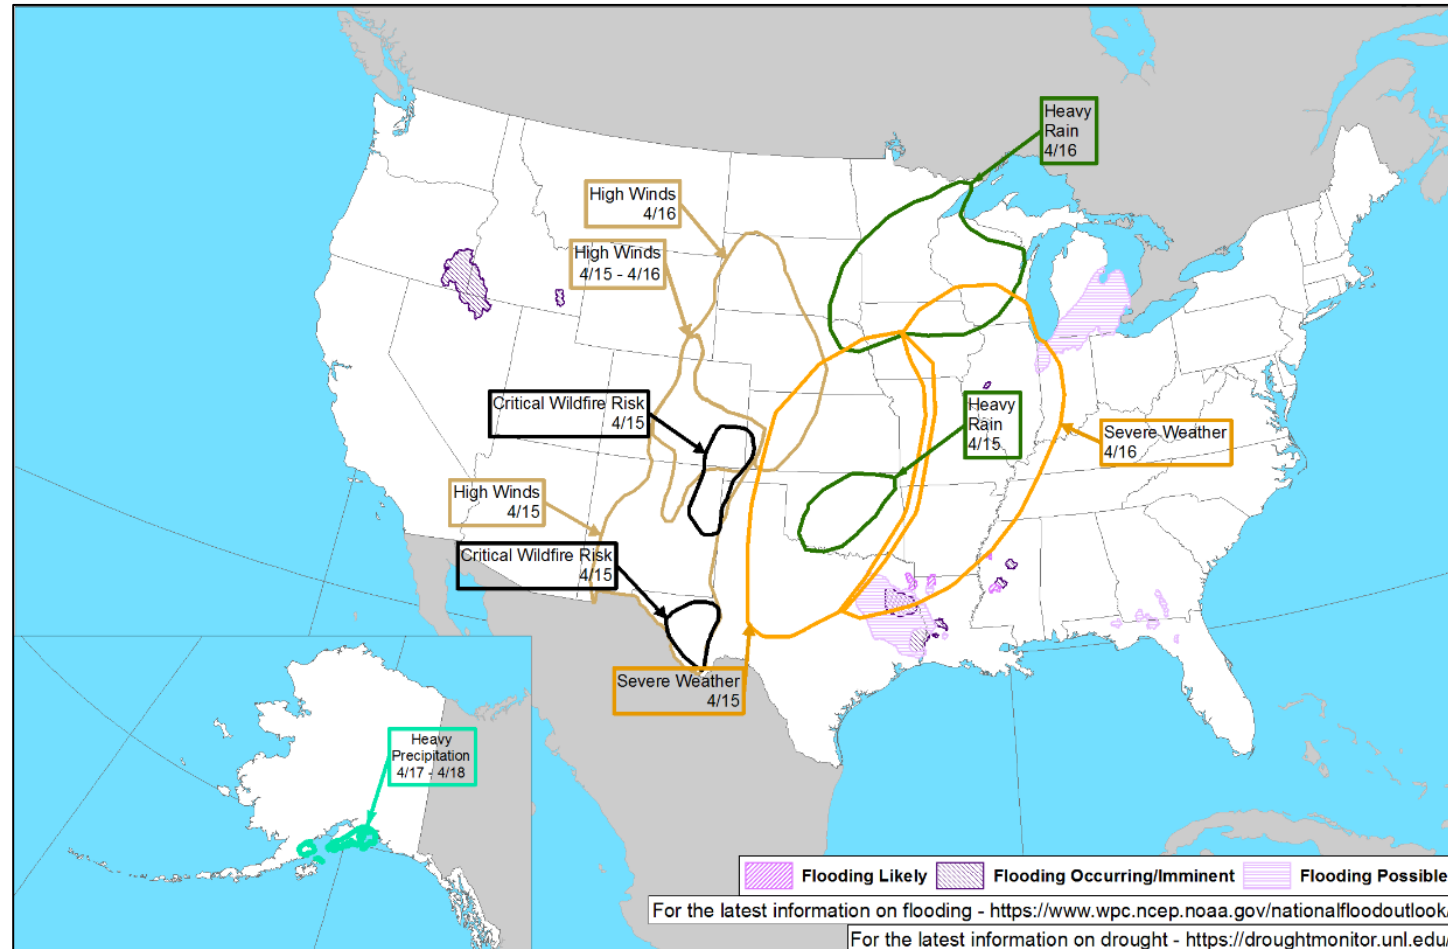 Heavy
Rain
4/16
High Winds
4/16
High Winds
4/15 - 4/16
Critical Wildfire Risk
4/15
Heavy
Rain
4/15
Severe Weather
4/16
High Winds
4/15
Critical Wildfire Risk
4/15
Severe Weather
4/15
Heavy
Precipitation
4/17 - 4/18
Flooding Likely
Flooding Occurring/Imminent
Flooding Possible
For the latest information on flooding - https://www.wpc.ncep.noaa.gov/nationalfloodoutlook/
For the latest information on drought - https://droughtmonitor.unl.edu/